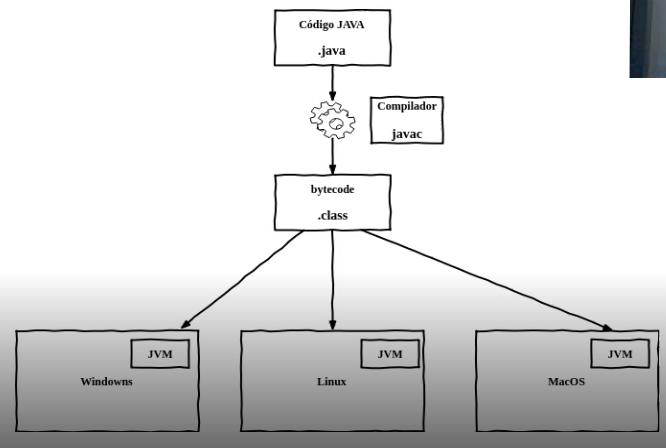 Código JAVA
.java
Compilador
javac
bytecode
.class
JVM
Windowns
JVM
Linux
JVM
MacOS